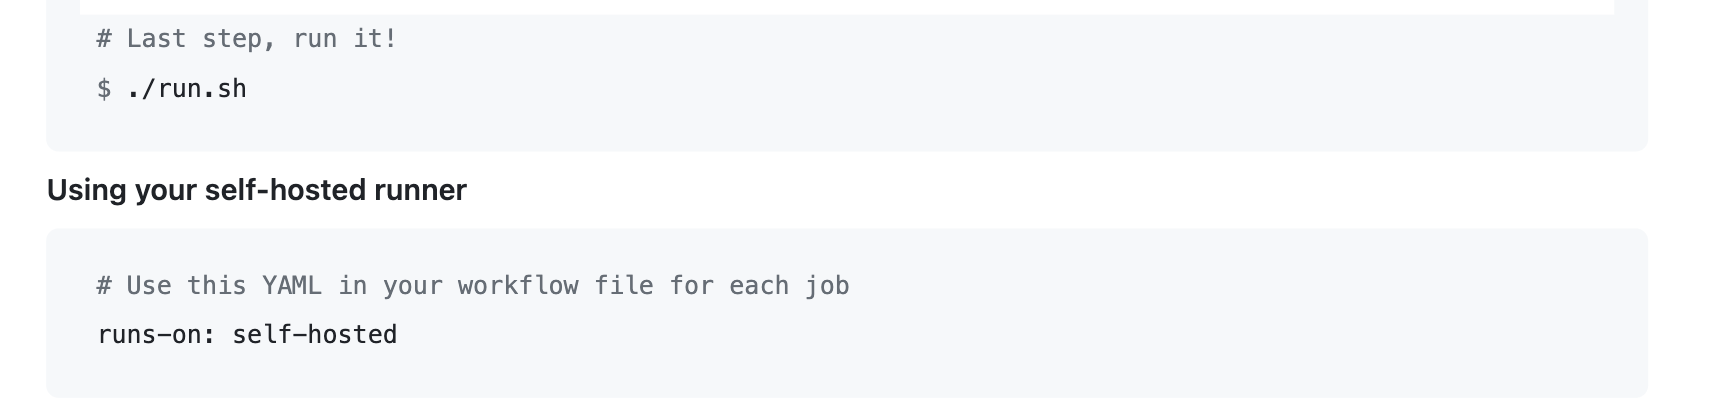 # Last step, run it!
$ ./run.sh
Using your self-hosted runner
# Use this YAML in your workflow file for each job
runs-on: self-hosted